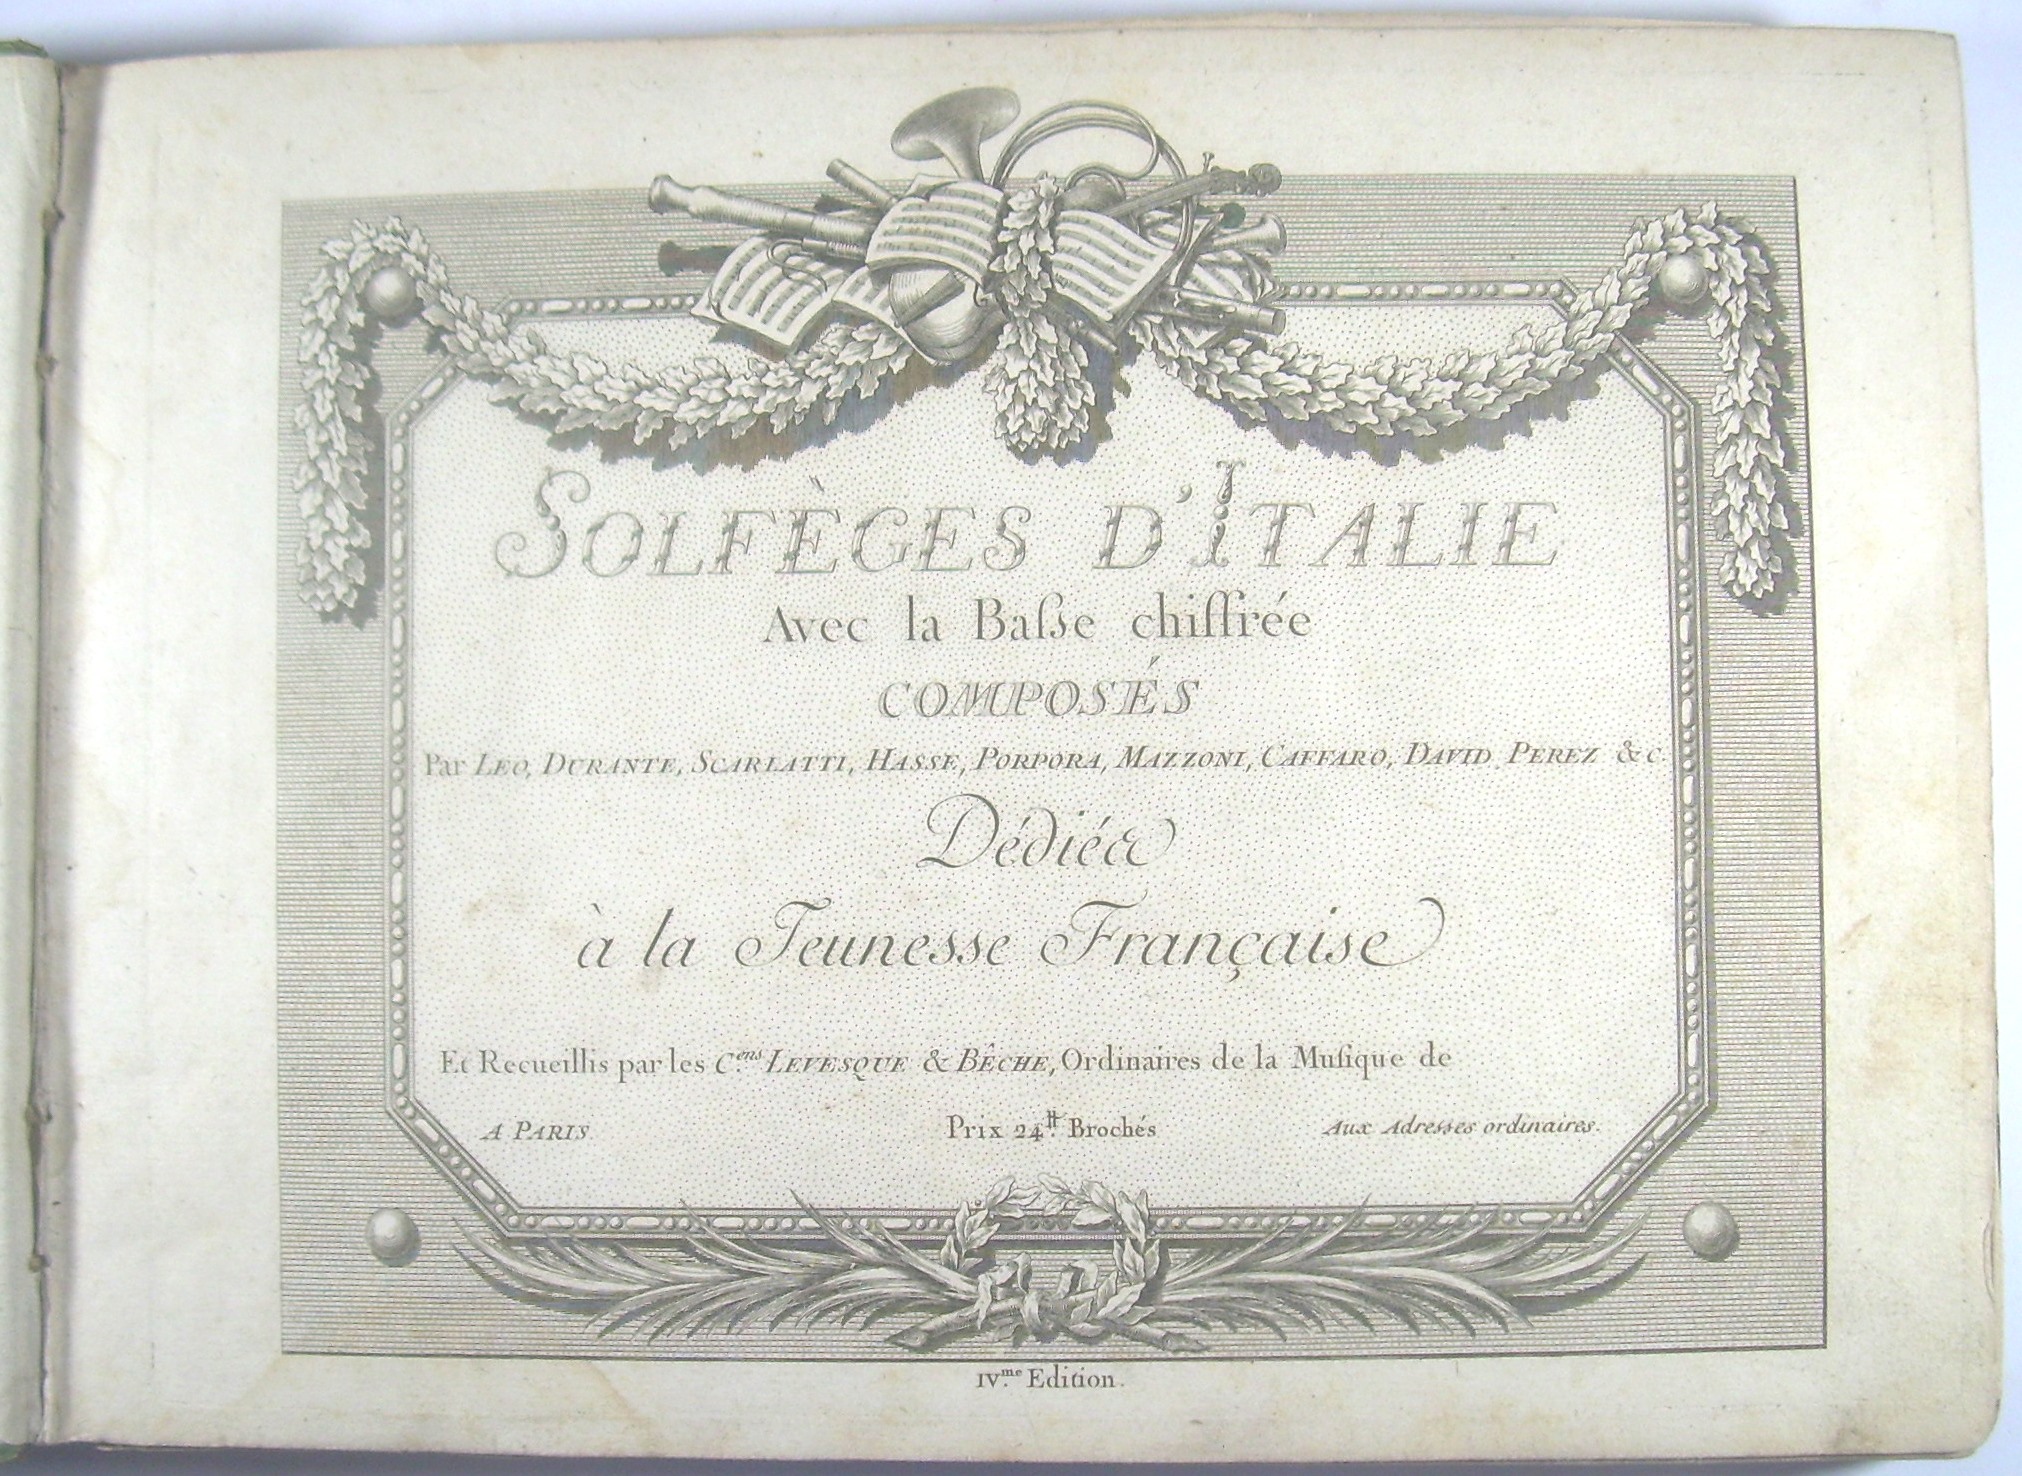 SOLFÈGES D'ITALIE
Avec la Baſse chiffrée
COMPOSÉS
Par LEO, DURANTE, SCARLATTI, HASSE, PORPORA, MAZZONI, CAFFARO, DAVID PEREZ & c.
Dédiés
à la Jeunesse Française
Et Recueillis par les C.ens LEVESQUE & BÊCHE, Ordinaires de la Muſique de
A PARIS Prix 24.tt Brochés Aux Adresses ordinaires.
IV.me Edition.